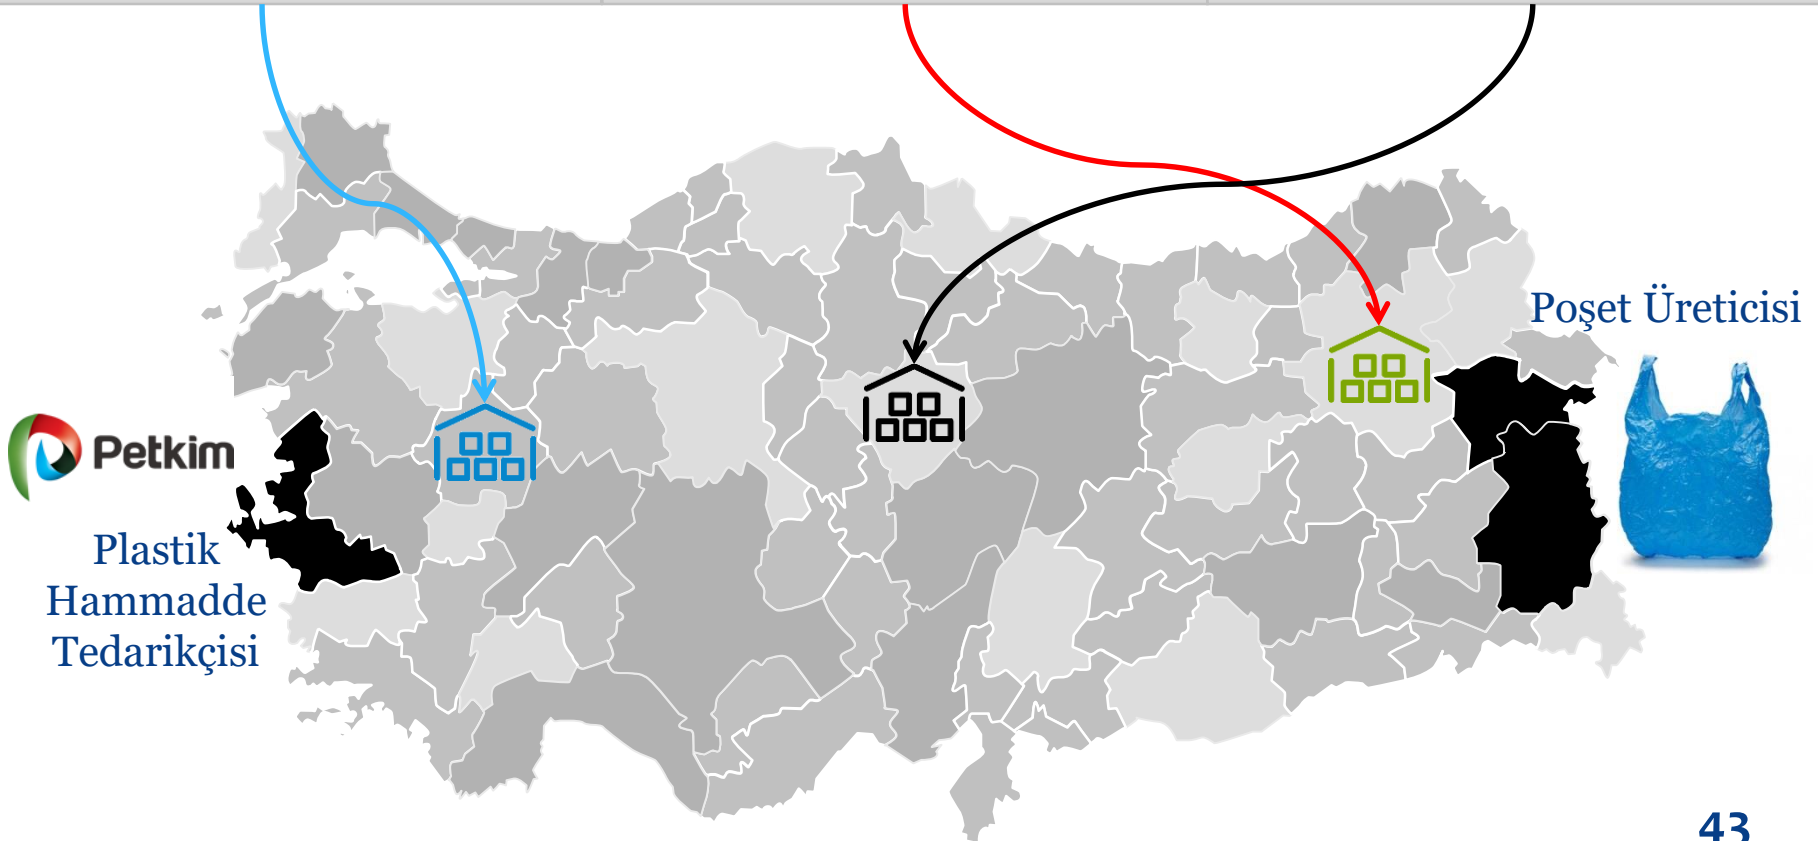 Poşet Üreticisi
Petkim
Plastik
Hammadde
Tedarikçisi
43